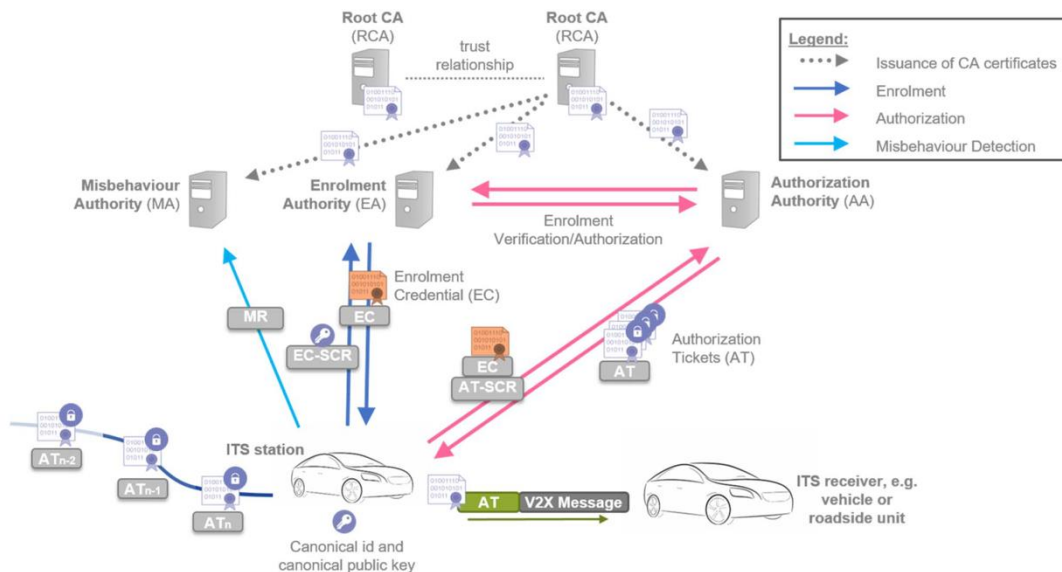 Root CA
(RCA)
trust
relationship
Root CA
(RCA)
Legend:
Issuance of CA certificates
Enrolment
Authorization
Misbehaviour Detection
Misbehaviour
Authority (MA)
Enrolment
Authority (EA)
Authorization
Authority (AA)
Enrolment
Verification/Authorization
Enrolment
Credential (EC)
MR
EC
EC-SCR
EC
AT-SCR
Authorization
Tickets (AT)
AT
ITS station
ATn-2
ATn-1
ATn
AT
V2X Message
ITS receiver, e.g.
vehicle or
roadside unit
Canonical id and
canonical public key